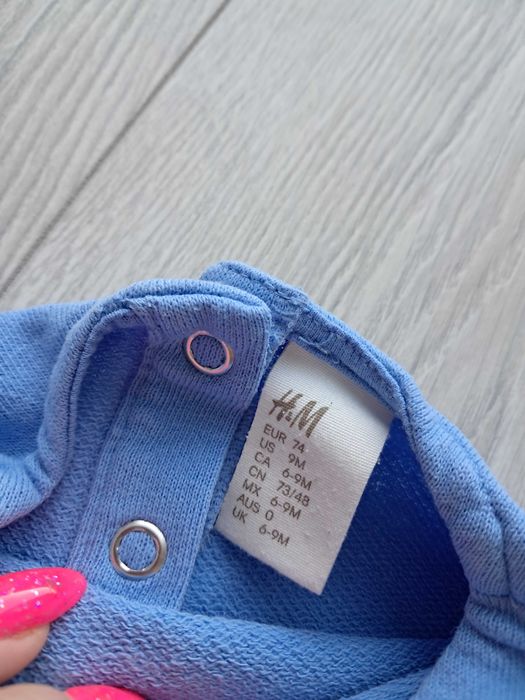 H&M
EUR 74
US 9M
CA 6-9M
CN 73/48
MX 6-9M
AUS 0
UK 6-9M